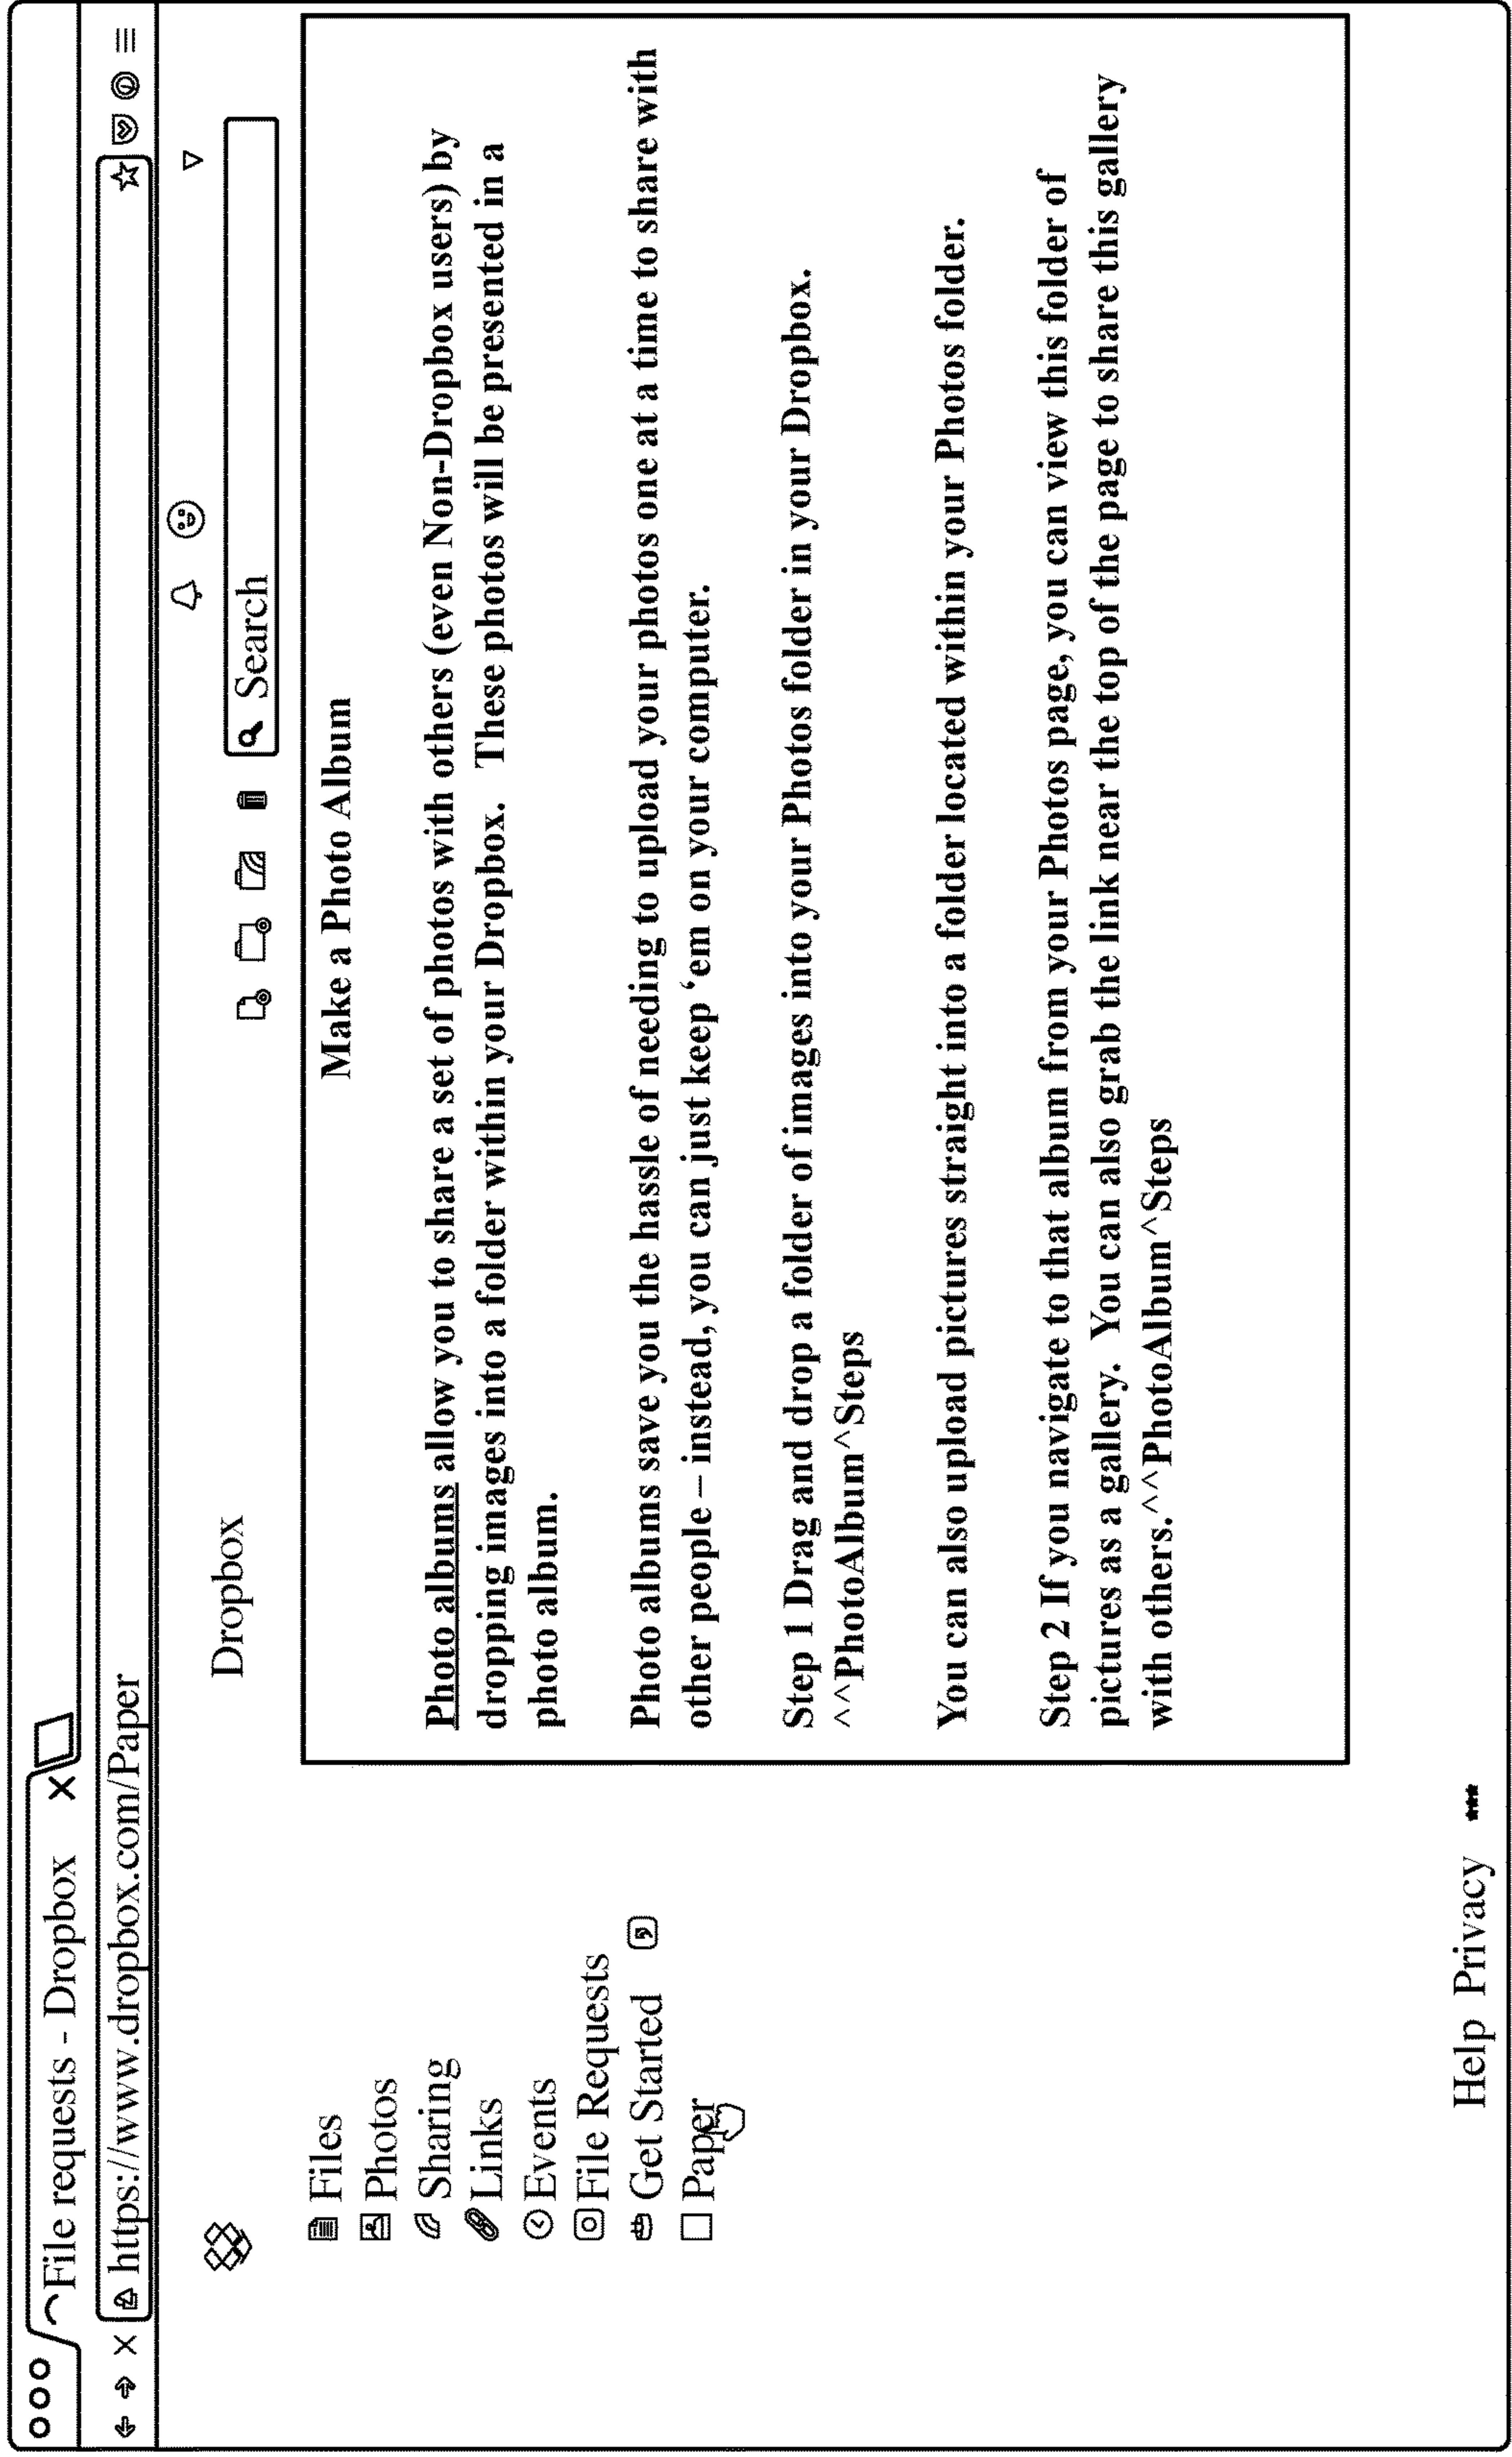 File requests - Dropbox
https://www.dropbox.com/Paper
Dropbox
Search
Files
Photos
Sharing
Links
Events
File Requests
Get Started
Paper
Make a Photo Album
Photo albums allow you to share a set of photos with others (even Non-Dropbox users) by
dropping images into a folder within your Dropbox. These photos will be presented in a
photo album.
Photo albums save you the hassle of needing to upload your photos one at a time to share with
other people – instead, you can just keep ‘em on your computer.
Step 1 Drag and drop a folder of images into your Photos folder in your Dropbox.
^^PhotoAlbum^Steps
You can also upload pictures straight into a folder located within your Photos folder.
Step 2 If you navigate to that album from your Photos page, you can view this folder of
pictures as a gallery. You can also grab the link near the top of the page to share this gallery
with others.^^PhotoAlbum^Steps
Help Privacy